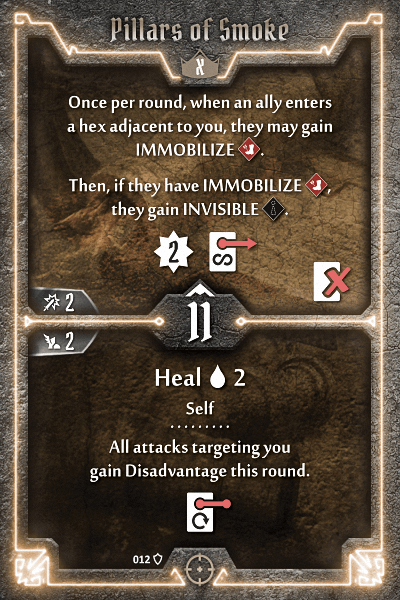 Pillars of Smoke
X
Once per round, when an ally enters
a hex adjacent to you, they may gain
IMMOBILIZE.
Then, if they have IMMOBILIZE,
they gain INVISIBLE.
2
2
11
2
Heal 2
Self
All attacks targeting you
gain Disadvantage this round.
012